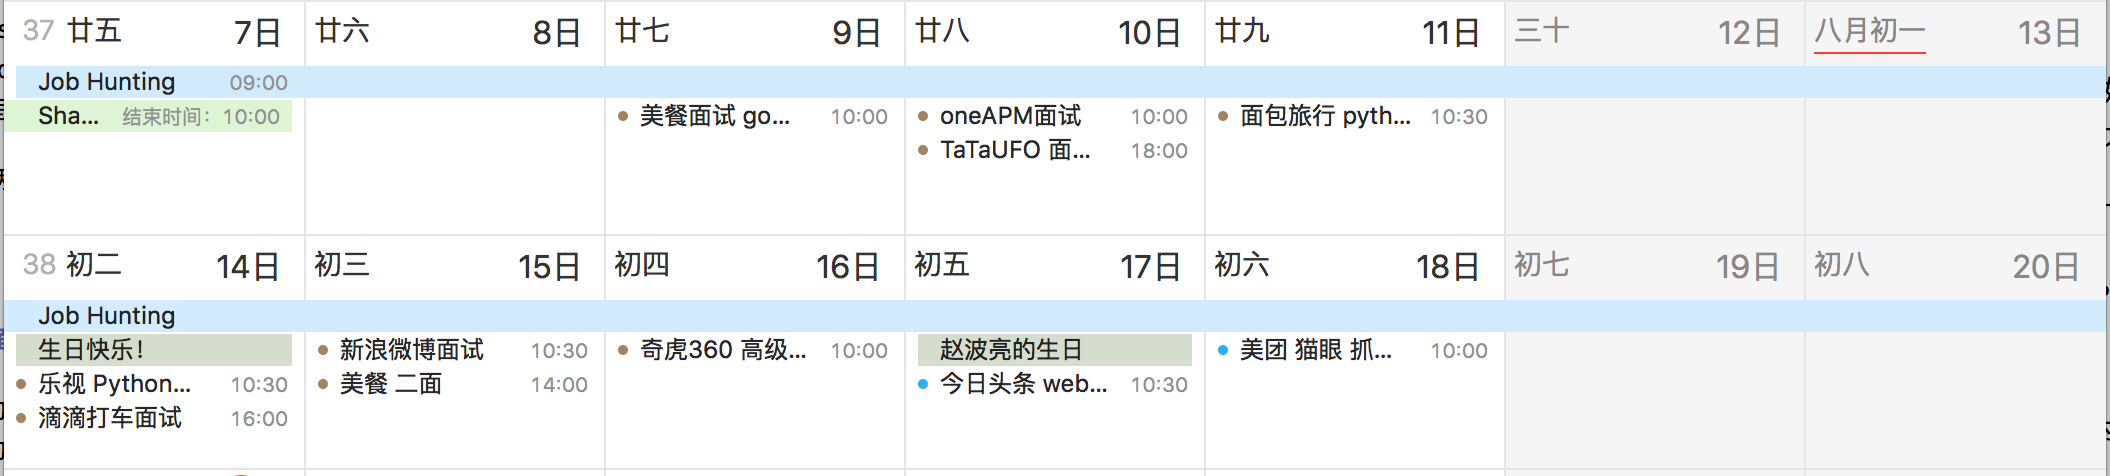 37 廿五 7日 廿六 8日 廿七 9日 廿八 10日 廿九 11日 三十 12日 八月初一 13日
Job Hunting 09:00
Sha... 结束时间：10:00 美餐面试 go... 10:00 oneAPM面试 10:00 面包旅行 pyth... 10:30
TaTaUFO 面... 18:00
38 初二 14日 初三 15日 初四 16日 初五 17日 初六 18日 初七 19日 初八 20日
Job Hunting
生日快乐！ 新浪微博面试 10:30 奇虎360 高级... 10:00 赵波亮的生日 美团 猫眼 抓... 10:00
乐视 Python... 10:30 美餐 二面 14:00 今日头条 web... 10:30
滴滴打车面试 16:00